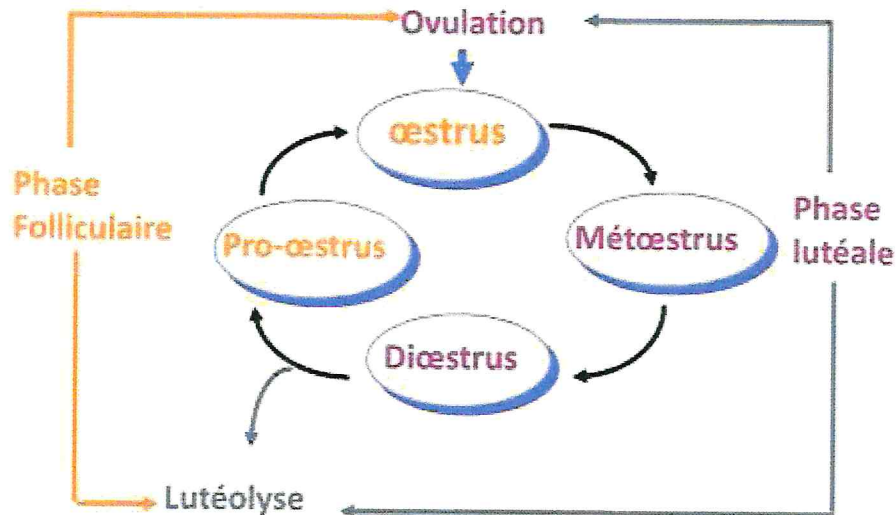 Ovulation
œstrus
Phase
Folliculaire
Pro-œstrus
Métœstrus
Phase
lutéale
Diœstrus
Lutéolyse